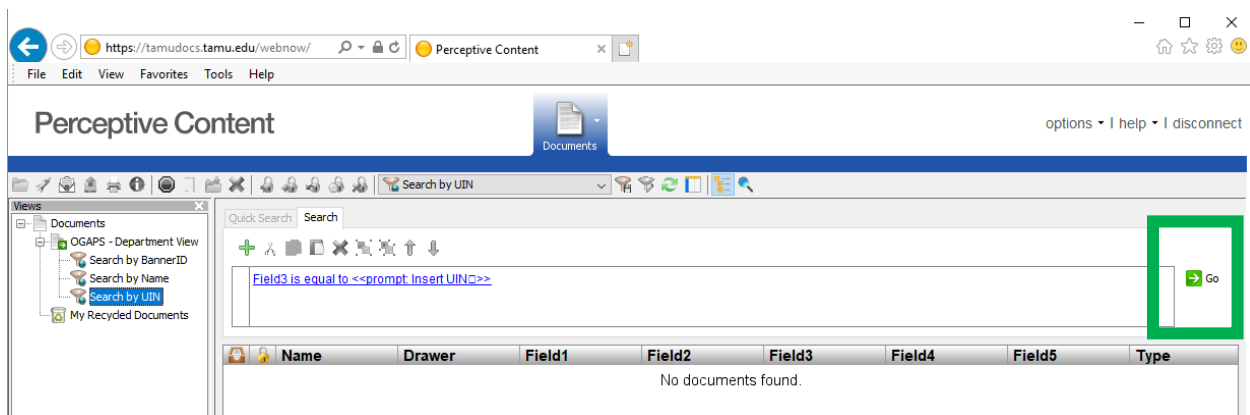 https://tamudocs.tamu.edu/webnow/ Perceptive Content
File Edit View Favorites Tools Help
Perceptive Content
Documents
options I help I disconnect
Search by UIN
Views
Documents
OGAPS - Department View
Search by BannerID
Search by Name
Search by UIN
My Recycled Documents
Quick Search Search
Field3 is equal to <<prompt: Insert UIN□>>
Go
Name Drawer Field1 Field2 Field3 Field4 Field5 Type
No documents found.